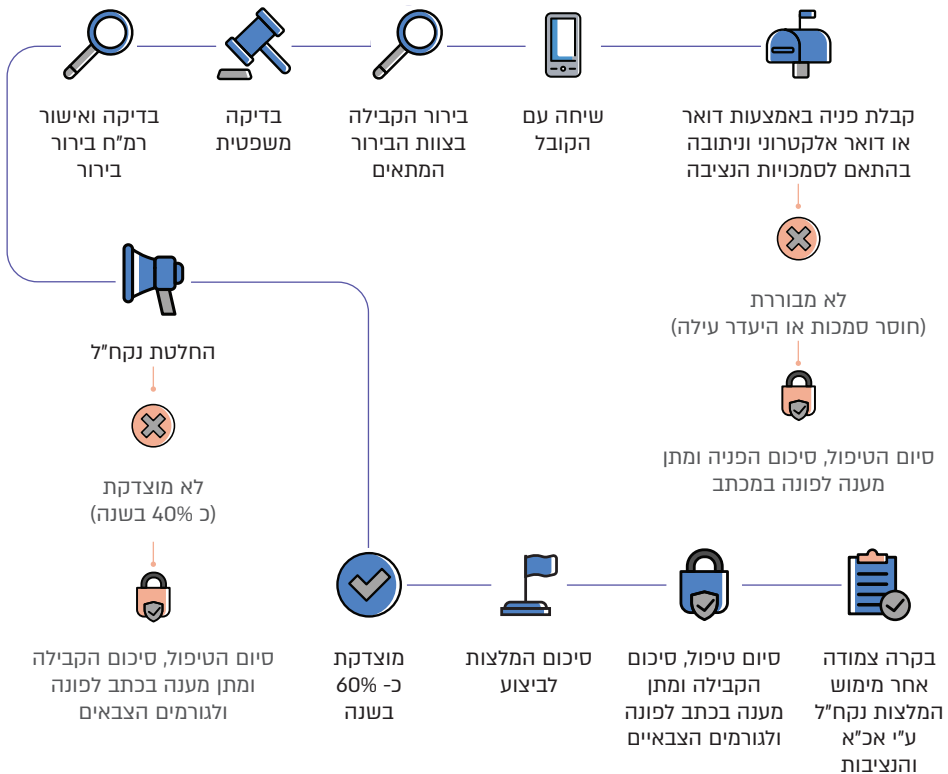 קבלת פניה באמצעות דואר
או דואר אלקטרוני וניתובה
בהתאם לסמכויות הנציבה
שיחה עם
הקובל
בירור הקבילה
בצוות הבירור
המתאים
בדיקה
משפטית
בדיקה ואישור
רמ"ח בירור
בירור
לא מבוררת
(חוסר סמכות או היעדר עילה)
סיום הטיפול, סיכום הפניה ומתן
מענה לפונה במכתב
החלטת נקח"ל
לא מוצדקת
(כ 40% בשנה)
סיום הטיפול, סיכום הקבילה
ומתן מענה בכתב לפונה
ולגורמים הצבאים
מוצדקת
כ- 60%
בשנה
סיכום המלצות
לביצוע
סיום טיפול, סיכום
הקבילה ומתן
מענה בכתב לפונה
ולגורמים הצבאיים
בקרה צמודה
אחר מימוש
המלצות נקח"ל
ע"י אכ"א
והנציבות